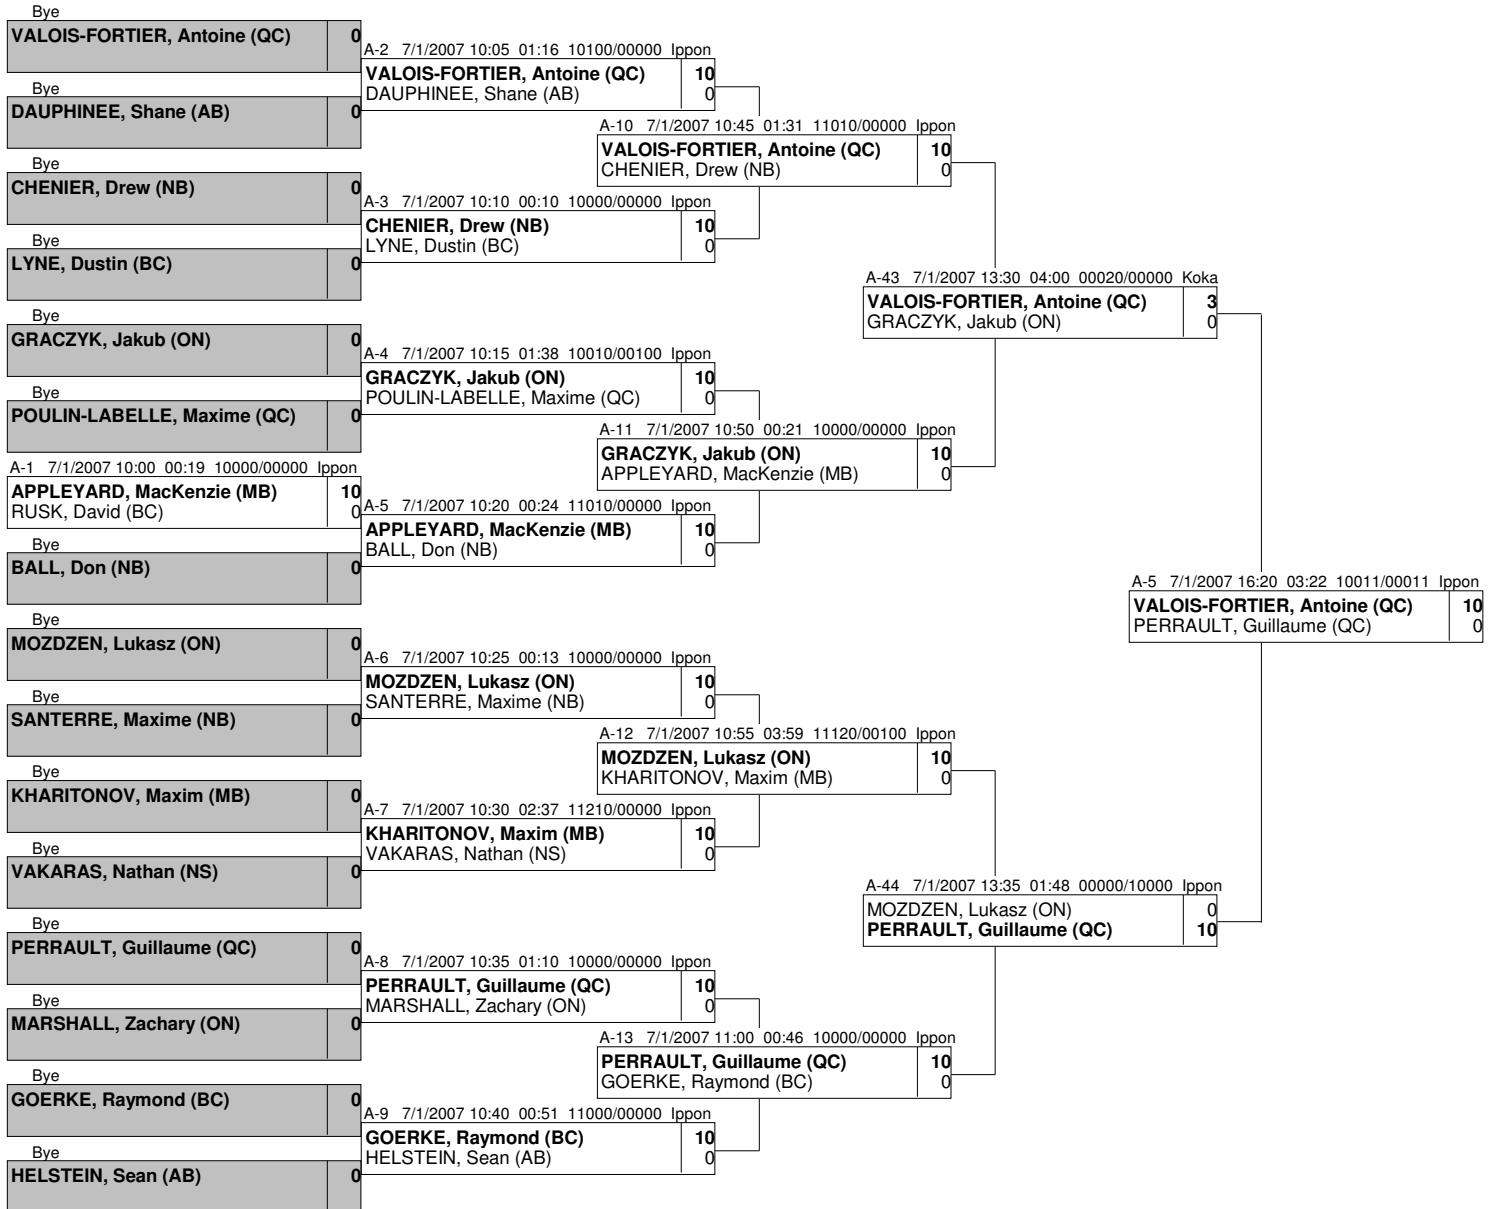 Bye
VALOIS-FORTIER, Antoine (QC) 0
Bye
DAUPHINEE, Shane (AB) 0
Bye
CHENIER, Drew (NB) 0
Bye
LYNE, Dustin (BC) 0
Bye
GRACZYK, Jakub (ON) 0
Bye
POULIN-LABELLE, Maxime (QC) 0
A-1 7/1/2007 10:00 00:19 10000/00000 Ippon
APPLEYARD, MacKenzie (MB) 10
RUSK, David (BC) 0
Bye
BALL, Don (NB) 0
Bye
MOZDZEN, Lukasz (ON) 0
Bye
SANTERRE, Maxime (NB) 0
Bye
KHARITONOV, Maxim (MB) 0
Bye
VAKARAS, Nathan (NS) 0
Bye
PERRAULT, Guillaume (QC) 0
Bye
MARSHALL, Zachary (ON) 0
Bye
GOERKE, Raymond (BC) 0
Bye
HELSTEIN, Sean (AB) 0
A-2 7/1/2007 10:05 01:16 10100/00000 Ippon
VALOIS-FORTIER, Antoine (QC) 10
DAUPHINEE, Shane (AB) 0
A-3 7/1/2007 10:10 00:10 10000/00000 Ippon
CHENIER, Drew (NB) 10
LYNE, Dustin (BC) 0
A-4 7/1/2007 10:15 01:38 10010/00100 Ippon
GRACZYK, Jakub (ON) 10
POULIN-LABELLE, Maxime (QC) 0
A-5 7/1/2007 10:20 00:24 11010/00000 Ippon
APPLEYARD, MacKenzie (MB) 10
BALL, Don (NB) 0
A-6 7/1/2007 10:25 00:13 10000/00000 Ippon
MOZDZEN, Lukasz (ON) 10
SANTERRE, Maxime (NB) 0
A-7 7/1/2007 10:30 02:37 11210/00000 Ippon
KHARITONOV, Maxim (MB) 10
VAKARAS, Nathan (NS) 0
A-8 7/1/2007 10:35 01:10 10000/00000 Ippon
PERRAULT, Guillaume (QC) 10
MARSHALL, Zachary (ON) 0
A-9 7/1/2007 10:40 00:51 11000/00000 Ippon
GOERKE, Raymond (BC) 10
HELSTEIN, Sean (AB) 0
A-10 7/1/2007 10:45 01:31 11010/00000 Ippon
VALOIS-FORTIER, Antoine (QC) 10
CHENIER, Drew (NB) 0
A-11 7/1/2007 10:50 00:21 10000/00000 Ippon
GRACZYK, Jakub (ON) 10
APPLEYARD, MacKenzie (MB) 0
A-12 7/1/2007 10:55 03:59 11120/00100 Ippon
MOZDZEN, Lukasz (ON) 10
KHARITONOV, Maxim (MB) 0
A-13 7/1/2007 11:00 00:46 10000/00000 Ippon
PERRAULT, Guillaume (QC) 10
GOERKE, Raymond (BC) 0
A-43 7/1/2007 13:30 04:00 00020/00000 Koka
VALOIS-FORTIER, Antoine (QC) 3
GRACZYK, Jakub (ON) 0
A-44 7/1/2007 13:35 01:48 00000/10000 Ippon
MOZDZEN, Lukasz (ON) 0
PERRAULT, Guillaume (QC) 10
A-5 7/1/2007 16:20 03:22 10011/00011 Ippon
VALOIS-FORTIER, Antoine (QC) 10
PERRAULT, Guillaume (QC) 0